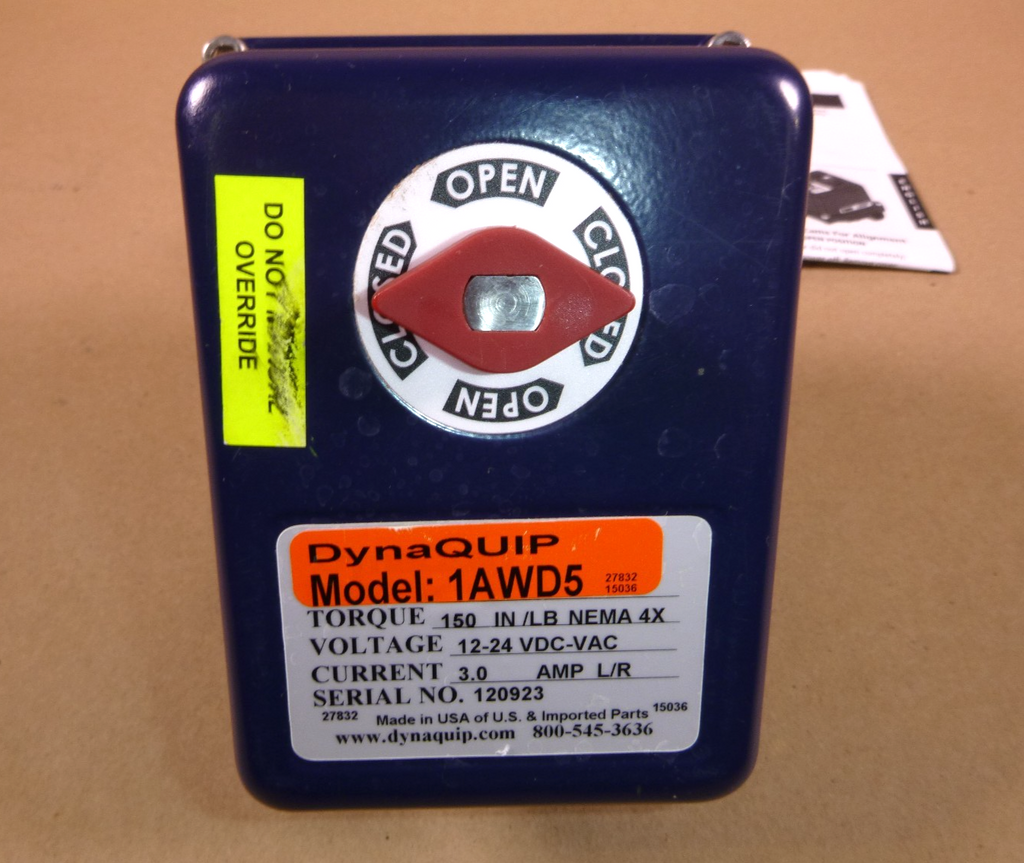 OPEN
CLOSED
CLOSED
OPEN
DO NOT
OVERRIDE
DynaQUIP
Model: 1AWD5 27832
15036
TORQUE 150 IN /LB NEMA 4X
VOLTAGE 12-24 VDC-VAC
CURRENT 3.0 AMP L/R
SERIAL NO. 120923
27832 Made in USA of U.S. & Imported Parts 15036
www.dynaquip.com 800-545-3636